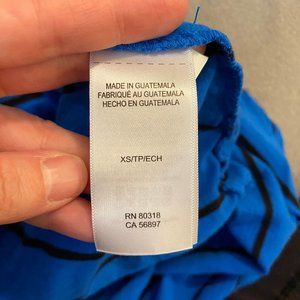 MADE IN GUATEMALA
FABRIQUÉ AU GUATEMALA
HECHO EN GUATEMALA
XS/TP/ECH
RN 80318
CA 56897